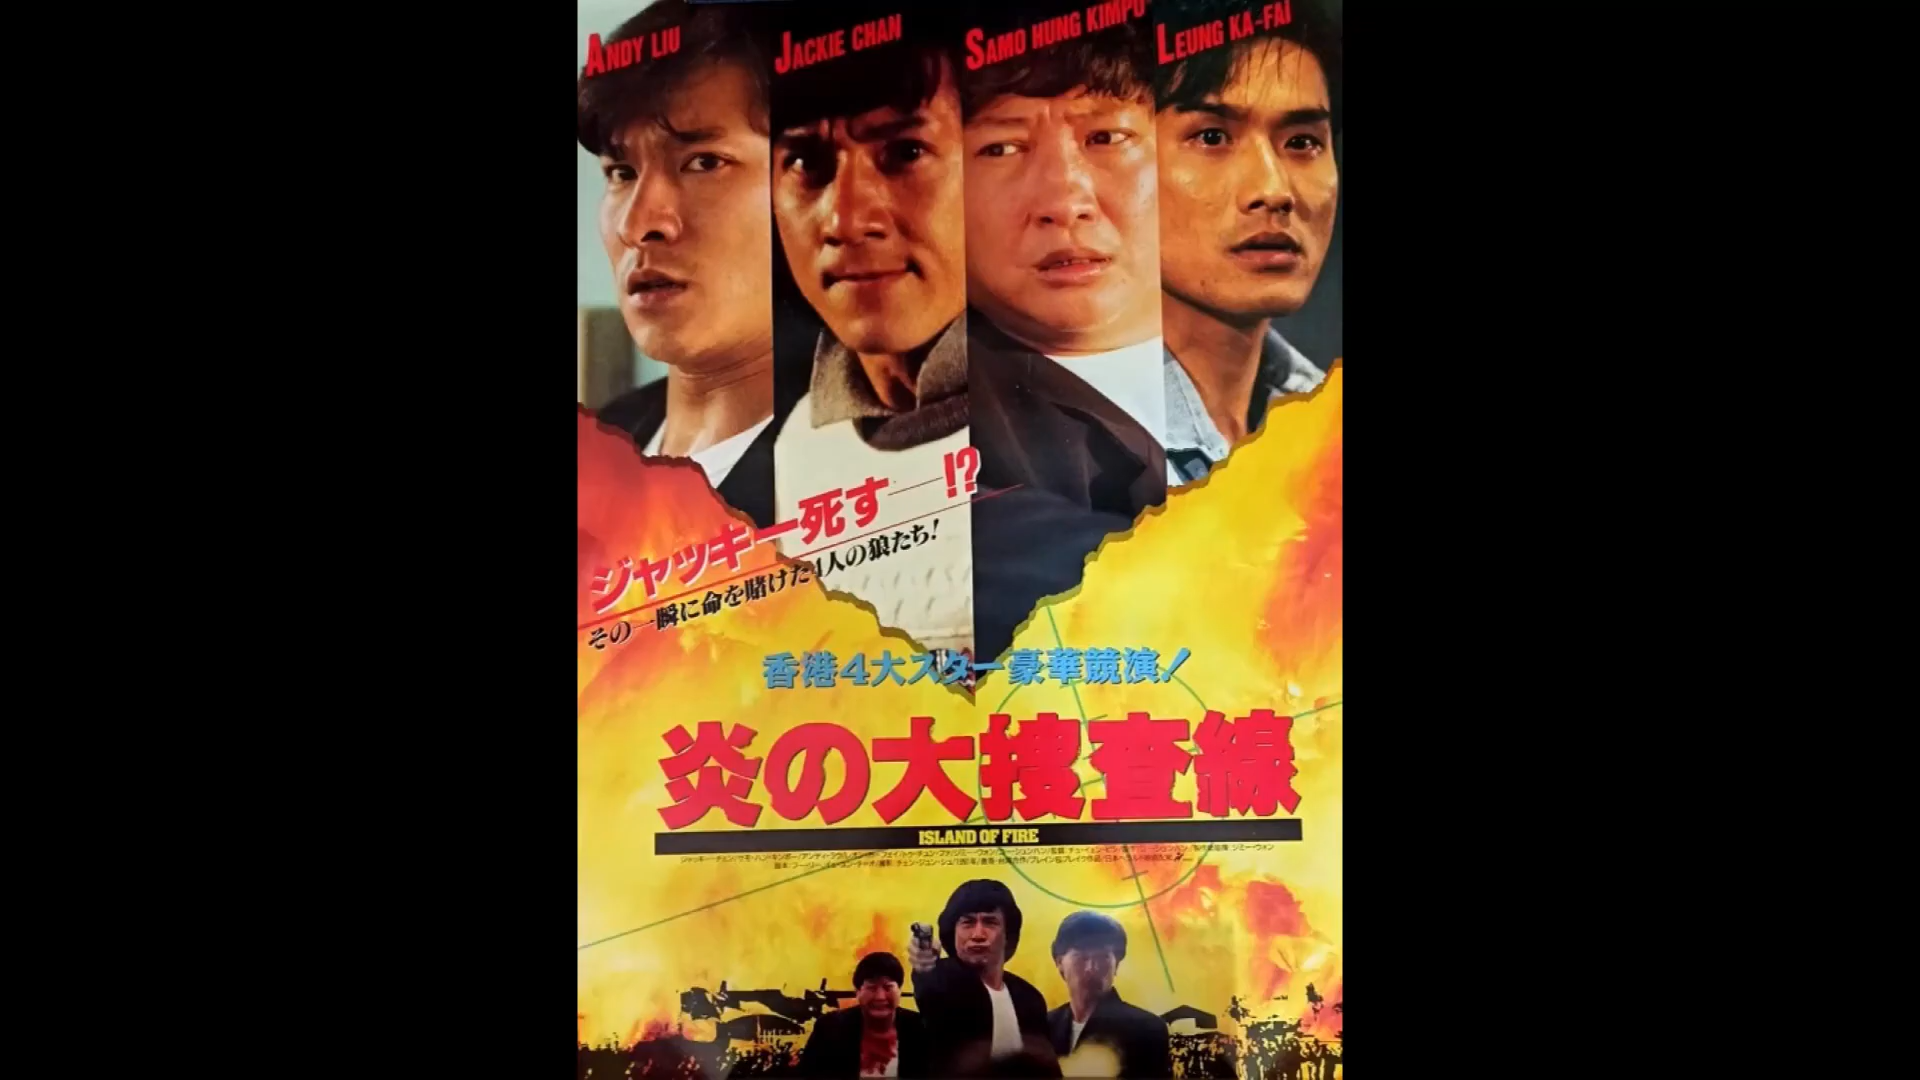 ANDY LIU
JACKIE CHAN
SAMO HUNG KIMPO
LEUNG KA-FAI
ジャッキー死す──!?
その一瞬に命を賭けた4人の狼たち!
香港4大スター豪華競演!
炎の大捜査線
ISLAND OF FIRE